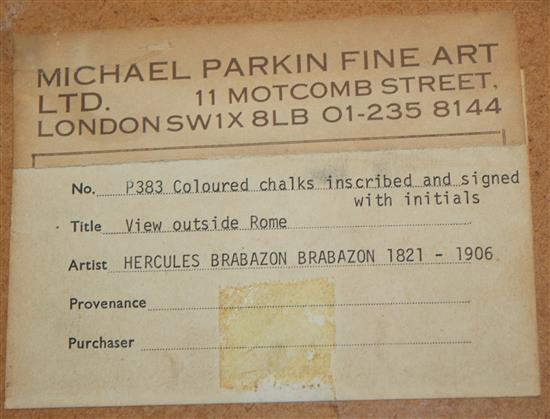 MICHAEL PARKIN FINE ART
LTD. 11 MOTCOMB STREET,
LONDON SW1X 8LB 01-235 8144
No. P383 Coloured chalks inscribed and signed
with initials
Title View outside Rome
Artist HERCULES BRABAZON BRABAZON 1821 - 1906
Provenance
Purchaser